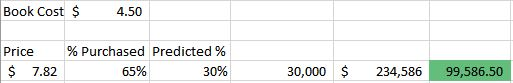 Book Cost $ 4.50
Price % Purchased Predicted %
$ 7.82 65% 30% 30,000 $ 234,586 99,586.50